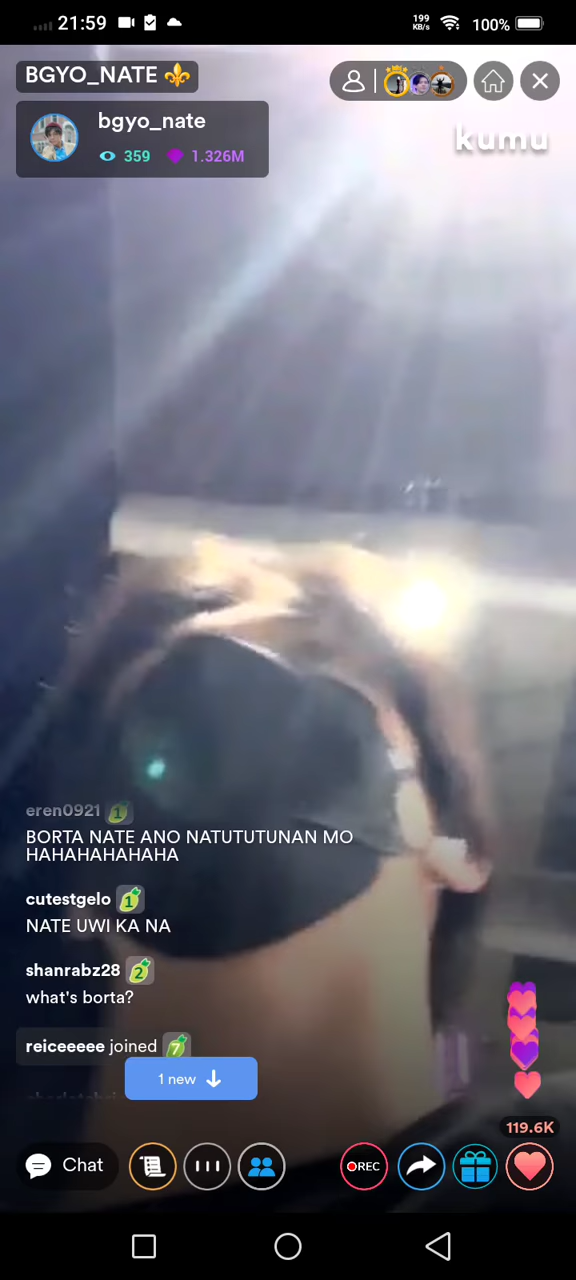 21:59
199
KB/s
100%
BGYO_NATE
bgyo_nate
359
1.326M
kumu
eren0921 1
BORTA NATE ANO NATUTUTUNAN MO
HAHAHAHAHAHA
cutestgelo 1
NATE UWI KA NA
shanrabz28 2
what's borta?
reiceeeee joined 7
1 new
119.6K
Chat
REC